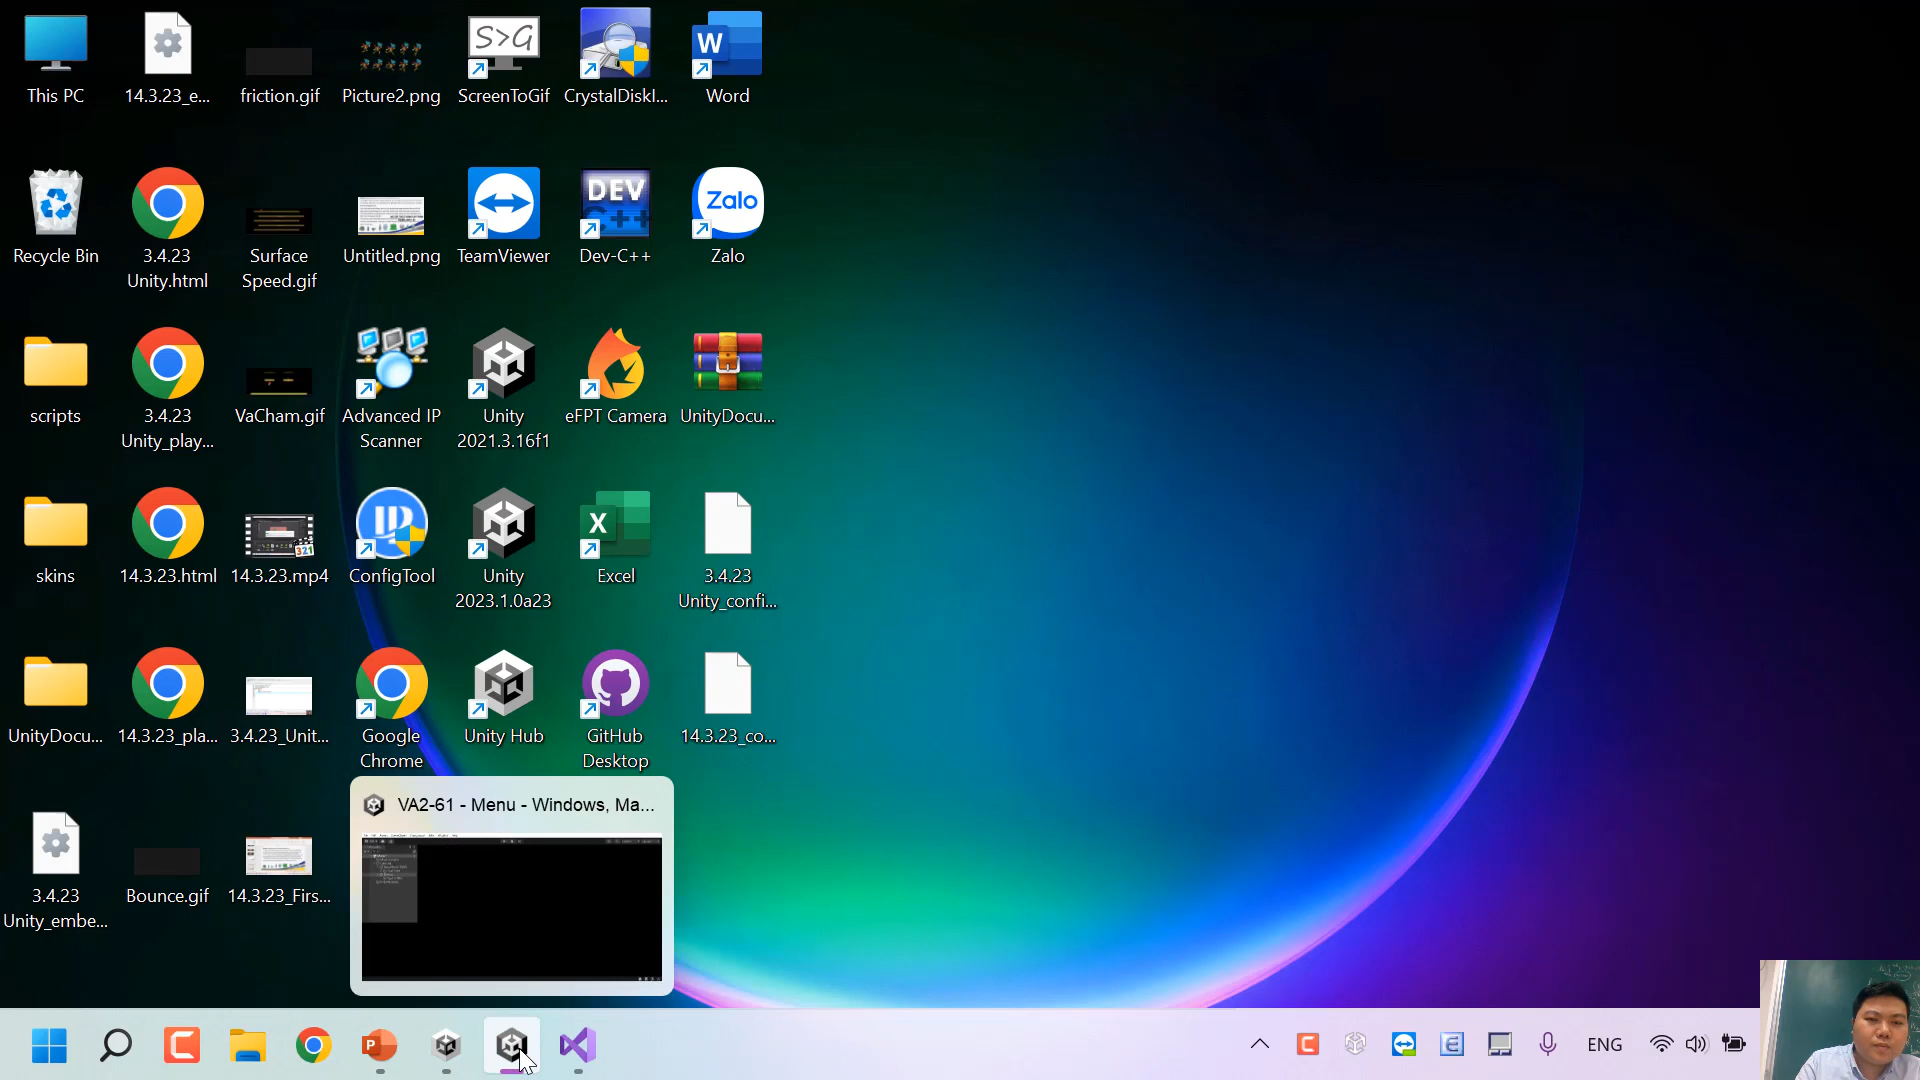 This PC
14.3.23_e...
friction.gif
Picture2.png
S>G
ScreenToGif
CrystalDiskI...
W
Word
Recycle Bin
3.4.23
Unity.html
Surface
Speed.gif
Untitled.png
TeamViewer
DEV
C++
Dev-C++
Zalo
Zalo
scripts
3.4.23
Unity_play...
VaCham.gif
Advanced IP
Scanner
Unity
2021.3.16f1
eFPT Camera
UnityDocu...
skins
14.3.23.html
321
14.3.23.mp4
IP
ConfigTool
Unity
2023.1.0a23
X
Excel
3.4.23
Unity_confi...
UnityDocu...
14.3.23_pla...
3.4.23_Unit...
Google
Chrome
Unity Hub
GitHub
Desktop
14.3.23_co...
3.4.23
Unity_embe...
Bounce.gif
14.3.23_Firs...
VA2-61 - Menu - Windows, Ma...
P
ENG